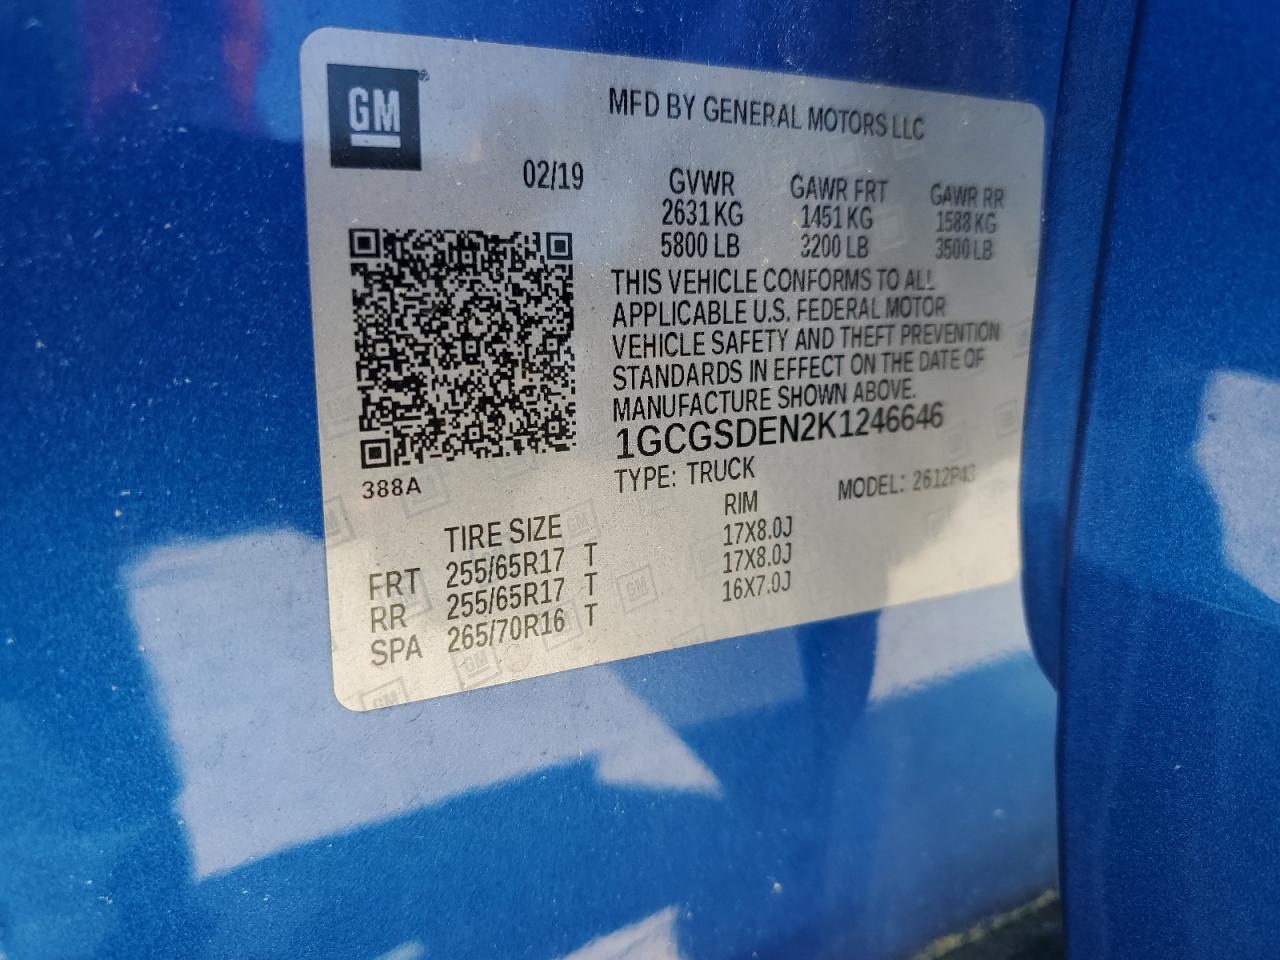 GM
MFD BY GENERAL MOTORS LLC
02/19
GVWR GAWR FRT GAWR RR
2631 KG 1451 KG 1588 KG
5800 LB 3200 LB 3500 LB
THIS VEHICLE CONFORMS TO ALL
APPLICABLE U.S. FEDERAL MOTOR
VEHICLE SAFETY AND THEFT PREVENTION
STANDARDS IN EFFECT ON THE DATE OF
MANUFACTURE SHOWN ABOVE.
1GCGSDEN2K1246646
TYPE: TRUCK MODEL: 2612P43
388A
TIRE SIZE RIM
FRT 255/65R17 T 17X8.0J
RR 255/65R17 T 17X8.0J
SPA 265/70R16 T 16X7.0J